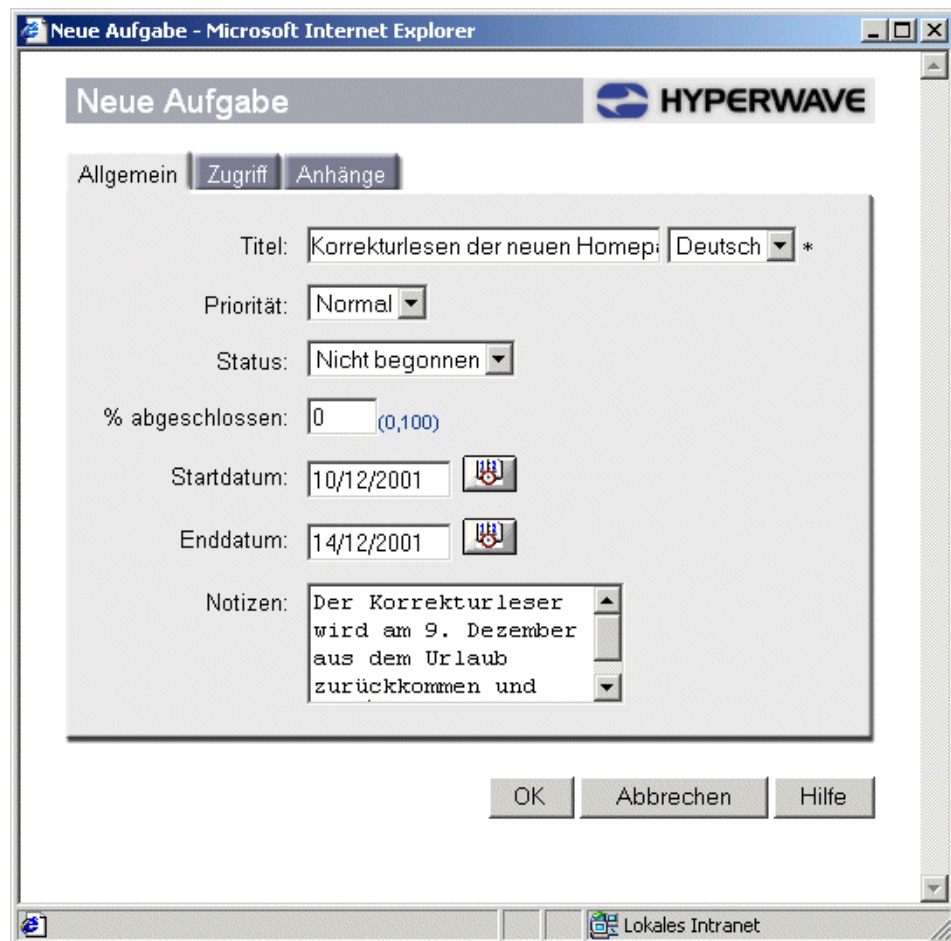 Neue Aufgabe - Microsoft Internet Explorer
Neue Aufgabe HYPERWAVE
Allgemein Zugriff Anhänge
Titel: Korrekturlesen der neuen Homep Deutsch *
Priorität: Normal
Status: Nicht begonnen
% abgeschlossen: 0 (0,100)
Startdatum: 10/12/2001
Enddatum: 14/12/2001
Notizen: Der Korrekturleser
wird am 9. Dezember
aus dem Urlaub
zurückkommen und
OK Abbrechen Hilfe
Lokales Intranet